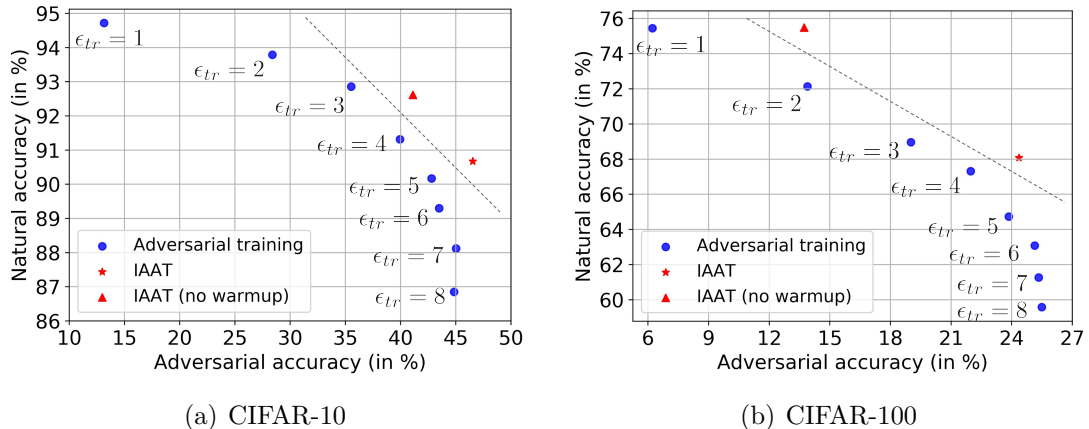 95
94
93
92
91
90
89
88
87
86
10 15 20 25 30 35 40 45 50
Natural accuracy (in %)
Adversarial accuracy (in %)
ϵtr = 1
ϵtr = 2
ϵtr = 3
ϵtr = 4
ϵtr = 5
ϵtr = 6
ϵtr = 7
ϵtr = 8
Adversarial training
IAAT
IAAT (no warmup)
(a) CIFAR-10
76
74
72
70
68
66
64
62
60
6 9 12 15 18 21 24 27
Natural accuracy (in %)
Adversarial accuracy (in %)
ϵtr = 1
ϵtr = 2
ϵtr = 3
ϵtr = 4
ϵtr = 5
ϵtr = 6
ϵtr = 7
ϵtr = 8
Adversarial training
IAAT
IAAT (no warmup)
(b) CIFAR-100